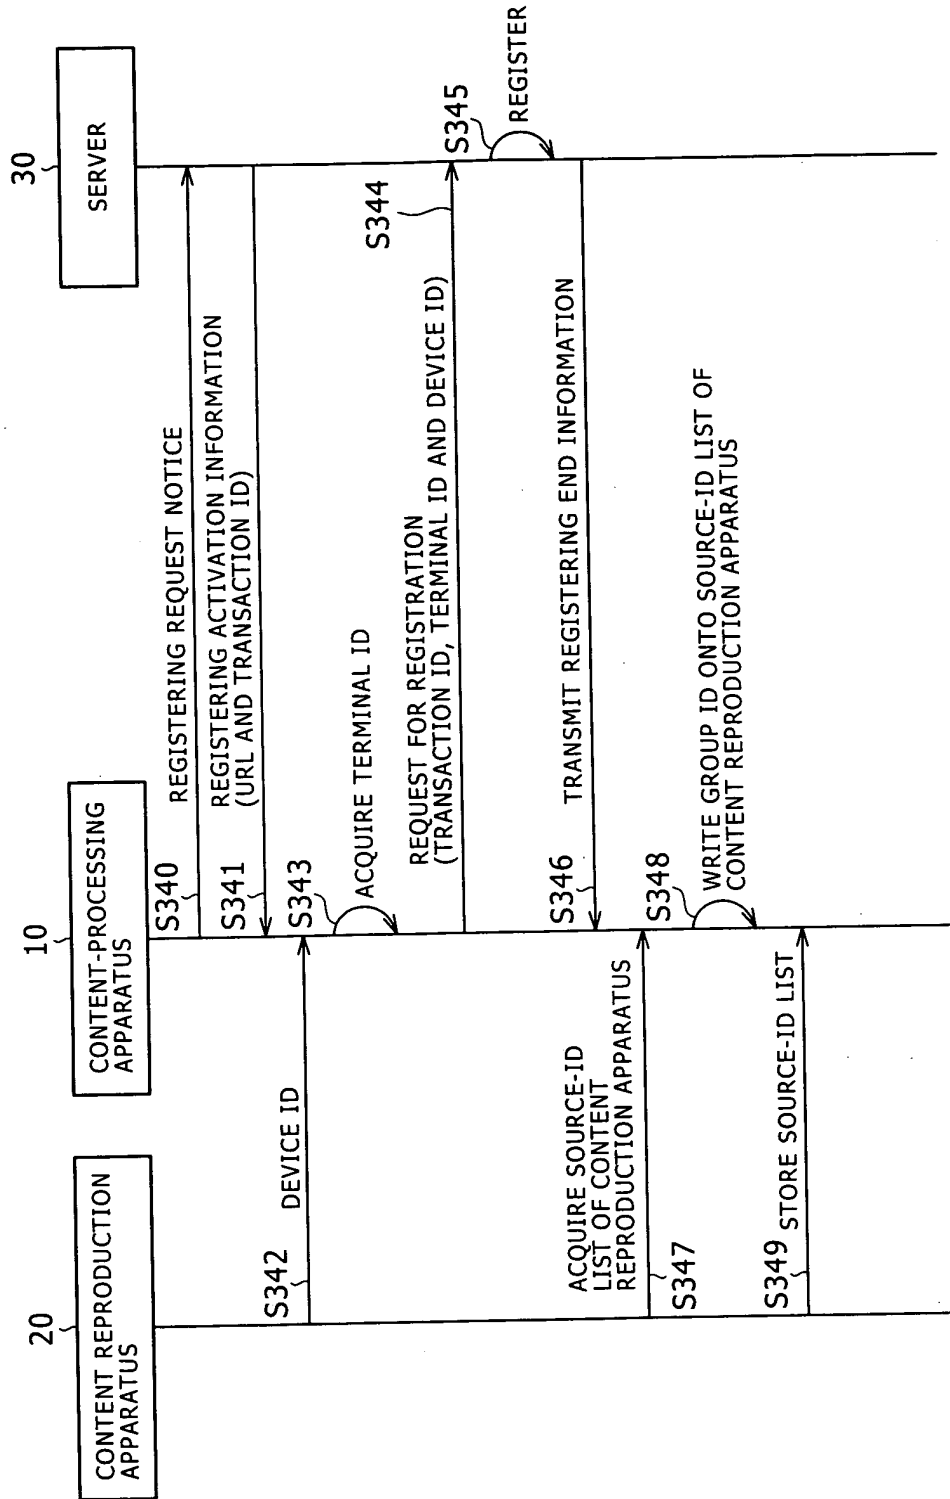 20
CONTENT REPRODUCTION
APPARATUS
10
CONTENT-PROCESSING
APPARATUS
30
SERVER
S340
REGISTERING REQUEST NOTICE
S341
REGISTERING ACTIVATION INFORMATION
(URL AND TRANSACTION ID)
S342
DEVICE ID
S343
ACQUIRE TERMINAL ID
REQUEST FOR REGISTRATION
(TRANSACTION ID, TERMINAL ID AND DEVICE ID)
S344
S345
REGISTER
S346
TRANSMIT REGISTERING END INFORMATION
ACQUIRE SOURCE-ID
LIST OF CONTENT
REPRODUCTION APPARATUS
S347
S348
WRITE GROUP ID ONTO SOURCE-ID LIST OF
CONTENT REPRODUCTION APPARATUS
S349
STORE SOURCE-ID LIST